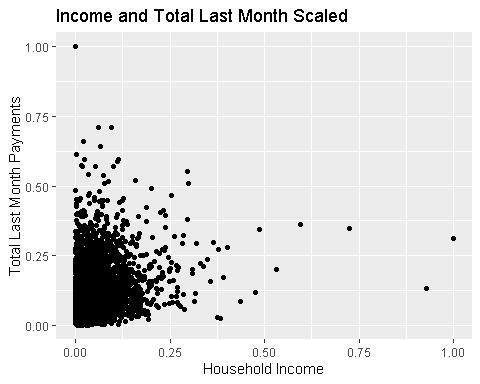 Income and Total Last Month Scaled
1.00
0.75
0.50
0.25
0.00
Total Last Month Payments
0.00 0.25 0.50 0.75 1.00
Household Income